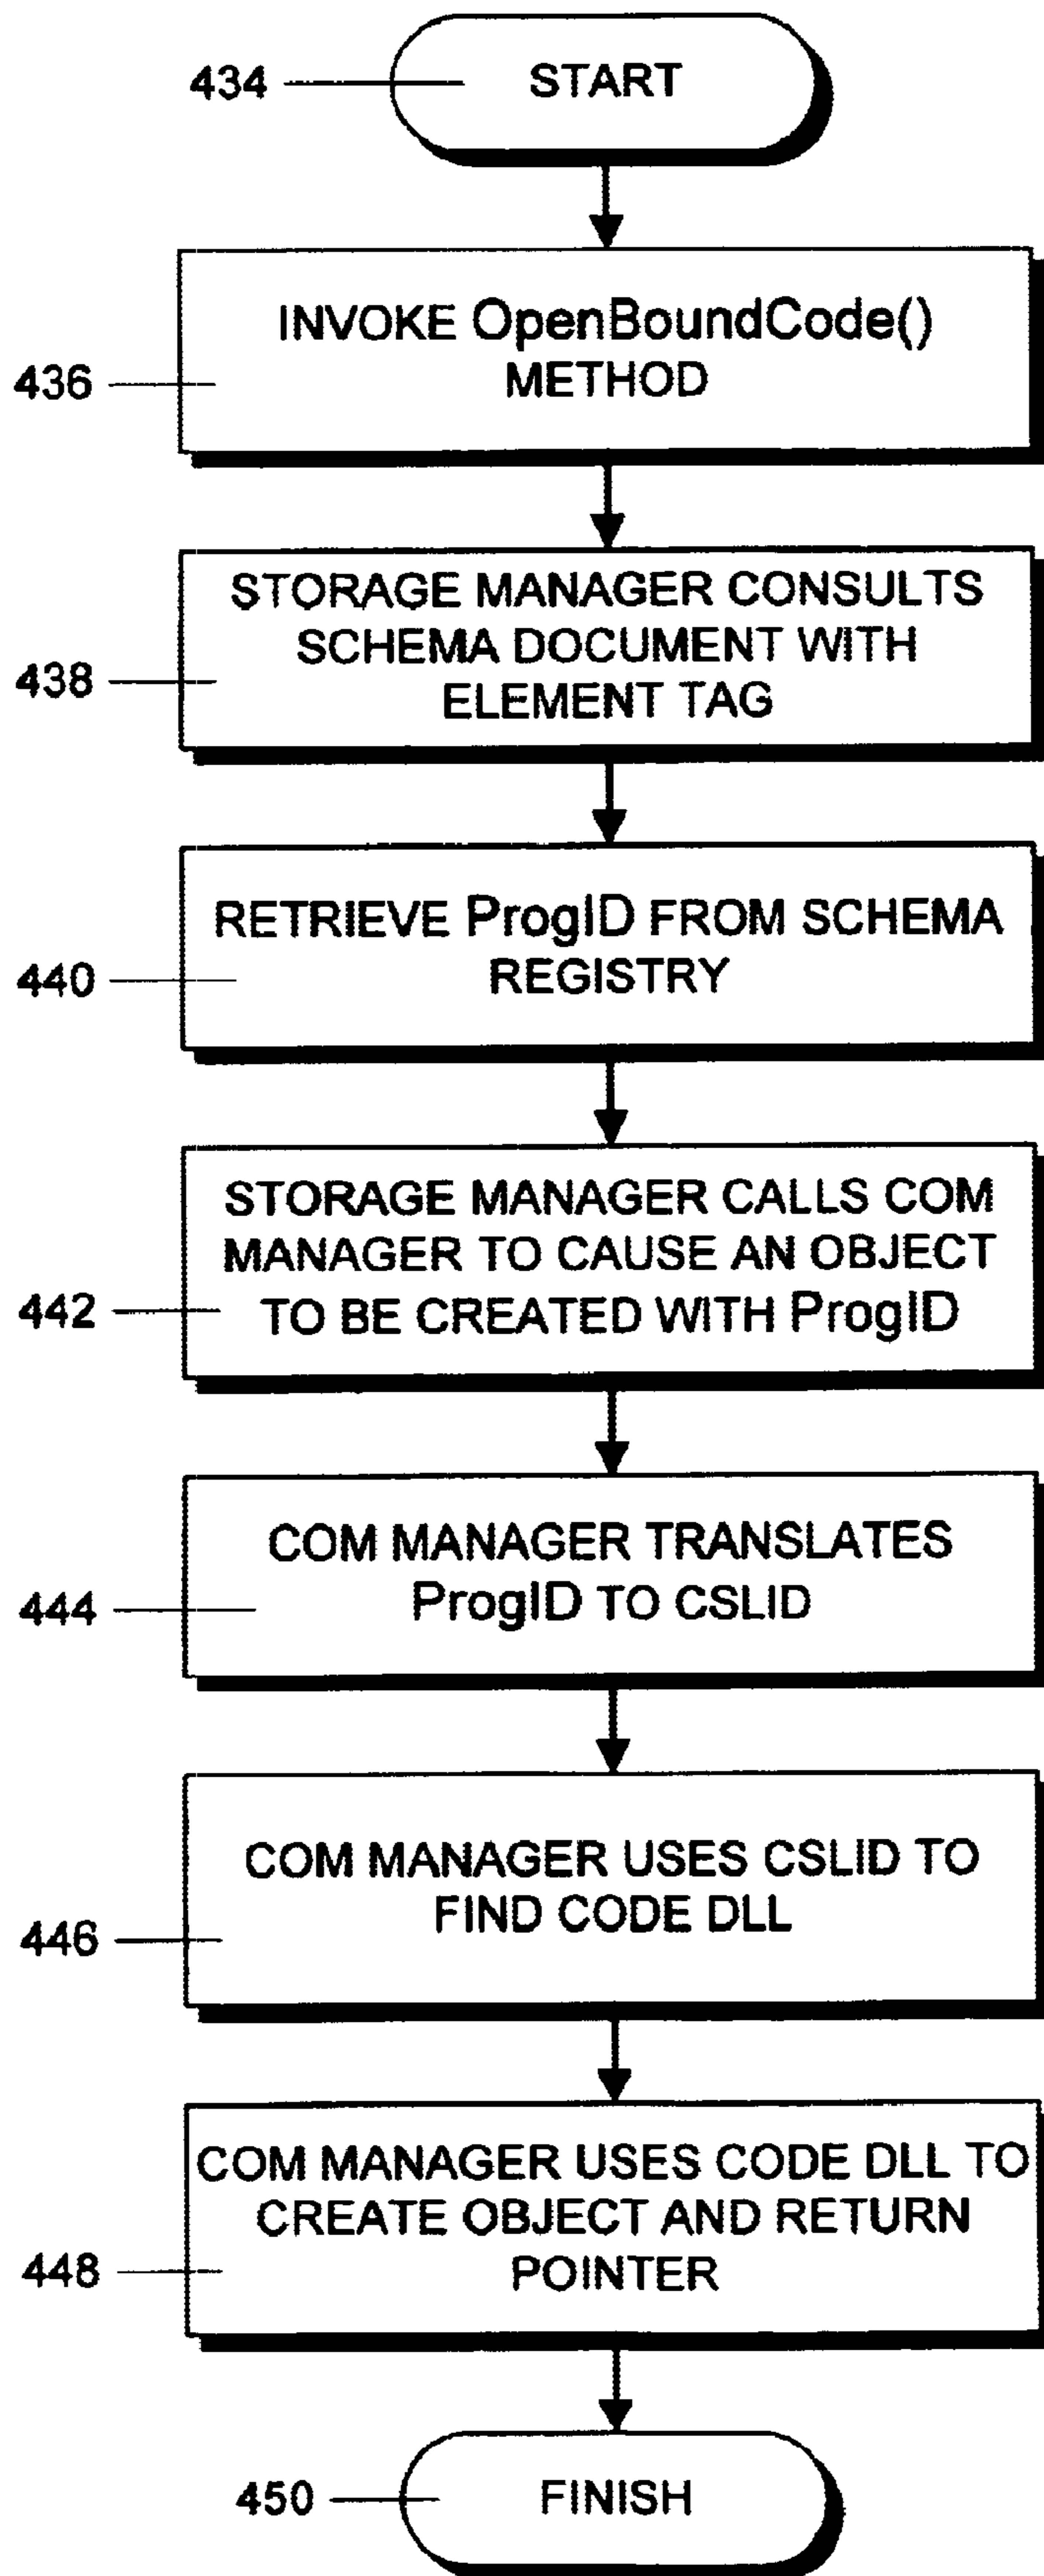 434
START
INVOKE OpenBoundCode()
METHOD
436
STORAGE MANAGER CONSULTS
SCHEMA DOCUMENT WITH
ELEMENT TAG
438
RETRIEVE ProgID FROM SCHEMA
REGISTRY
440
STORAGE MANAGER CALLS COM
MANAGER TO CAUSE AN OBJECT
TO BE CREATED WITH ProgID
442
COM MANAGER TRANSLATES
ProgID TO CSLID
444
COM MANAGER USES CSLID TO
FIND CODE DLL
446
COM MANAGER USES CODE DLL TO
CREATE OBJECT AND RETURN
POINTER
448
450
FINISH